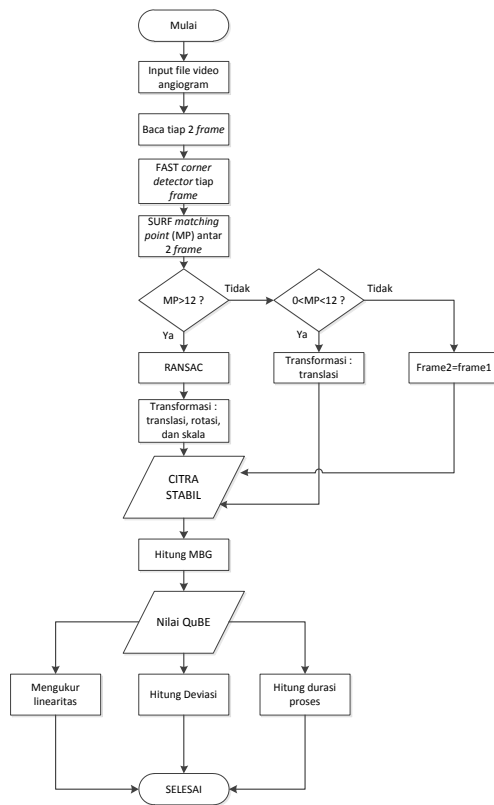 Mulai
Input file video
angiogram
Baca tiap 2 frame
FAST corner
detector tiap
frame
SURF matching
point (MP) antar
2 frame
MP>12 ?
Tidak
0<MP<12 ?
Tidak
Ya
Ya
RANSAC
Transformasi :
translasi
Frame2=frame1
Transformasi :
translasi, rotasi,
dan skala
CITRA
STABIL
Hitung MBG
Nilai QuBE
Mengukur
linearitas
Hitung Deviasi
Hitung durasi
proses
SELESAI